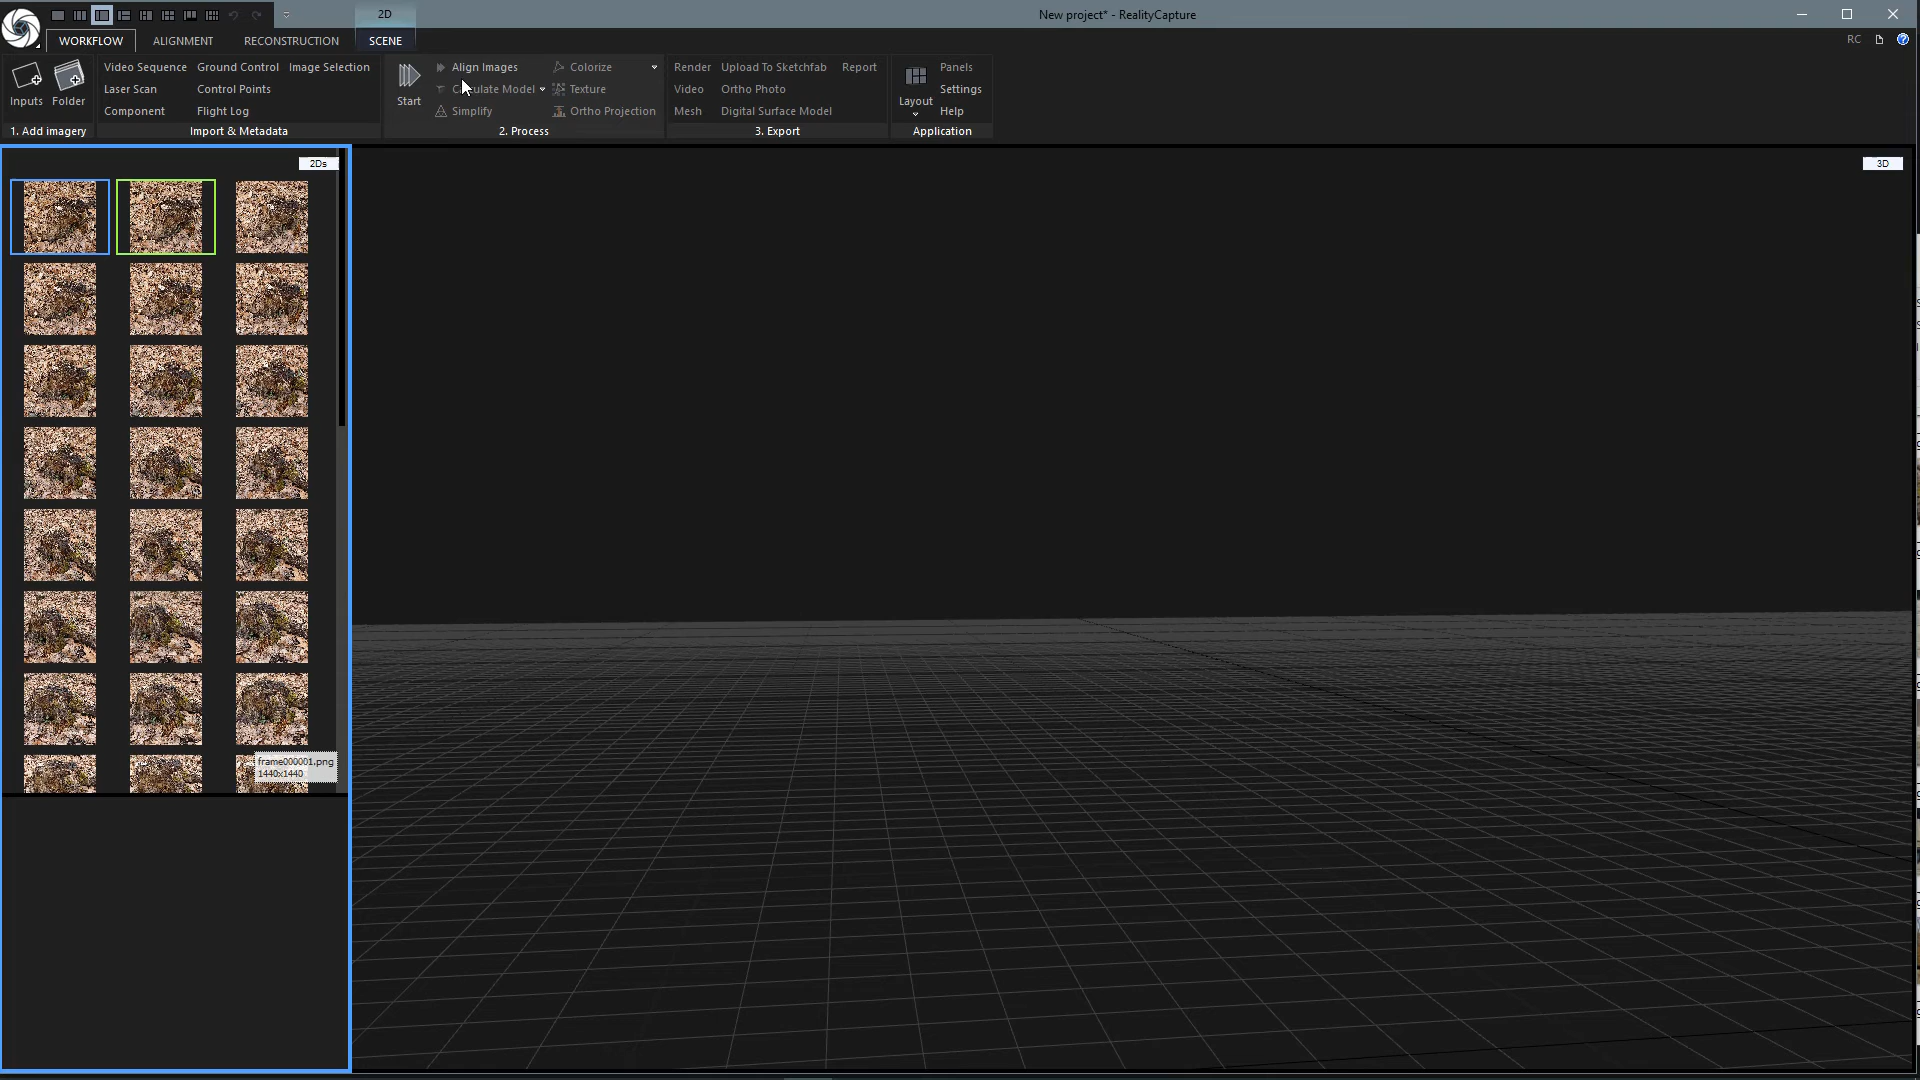 2D
New project* - RealityCapture
WORKFLOW
ALIGNMENT
RECONSTRUCTION
SCENE
RC
Inputs
Folder
1. Add imagery
Video Sequence
Ground Control
Image Selection
Laser Scan
Control Points
Component
Flight Log
Import & Metadata
Start
Align Images
Colorize
Calculate Model
Texture
Simplify
Ortho Projection
2. Process
Render
Upload To Sketchfab
Report
Video
Ortho Photo
Mesh
Digital Surface Model
3. Export
Layout
Panels
Settings
Help
Application
2Ds
3D
frame000001.png
1440x1440